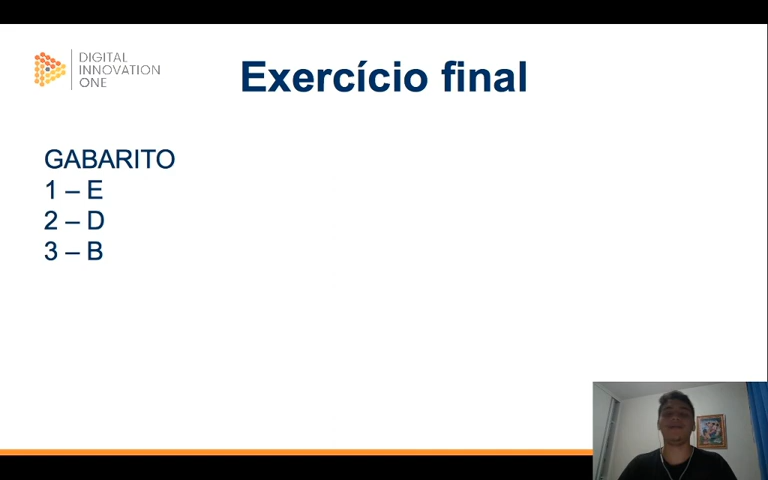 DIGITAL
INNOVATION
ONE
Exercício final
GABARITO
1 – E
2 – D
3 – B